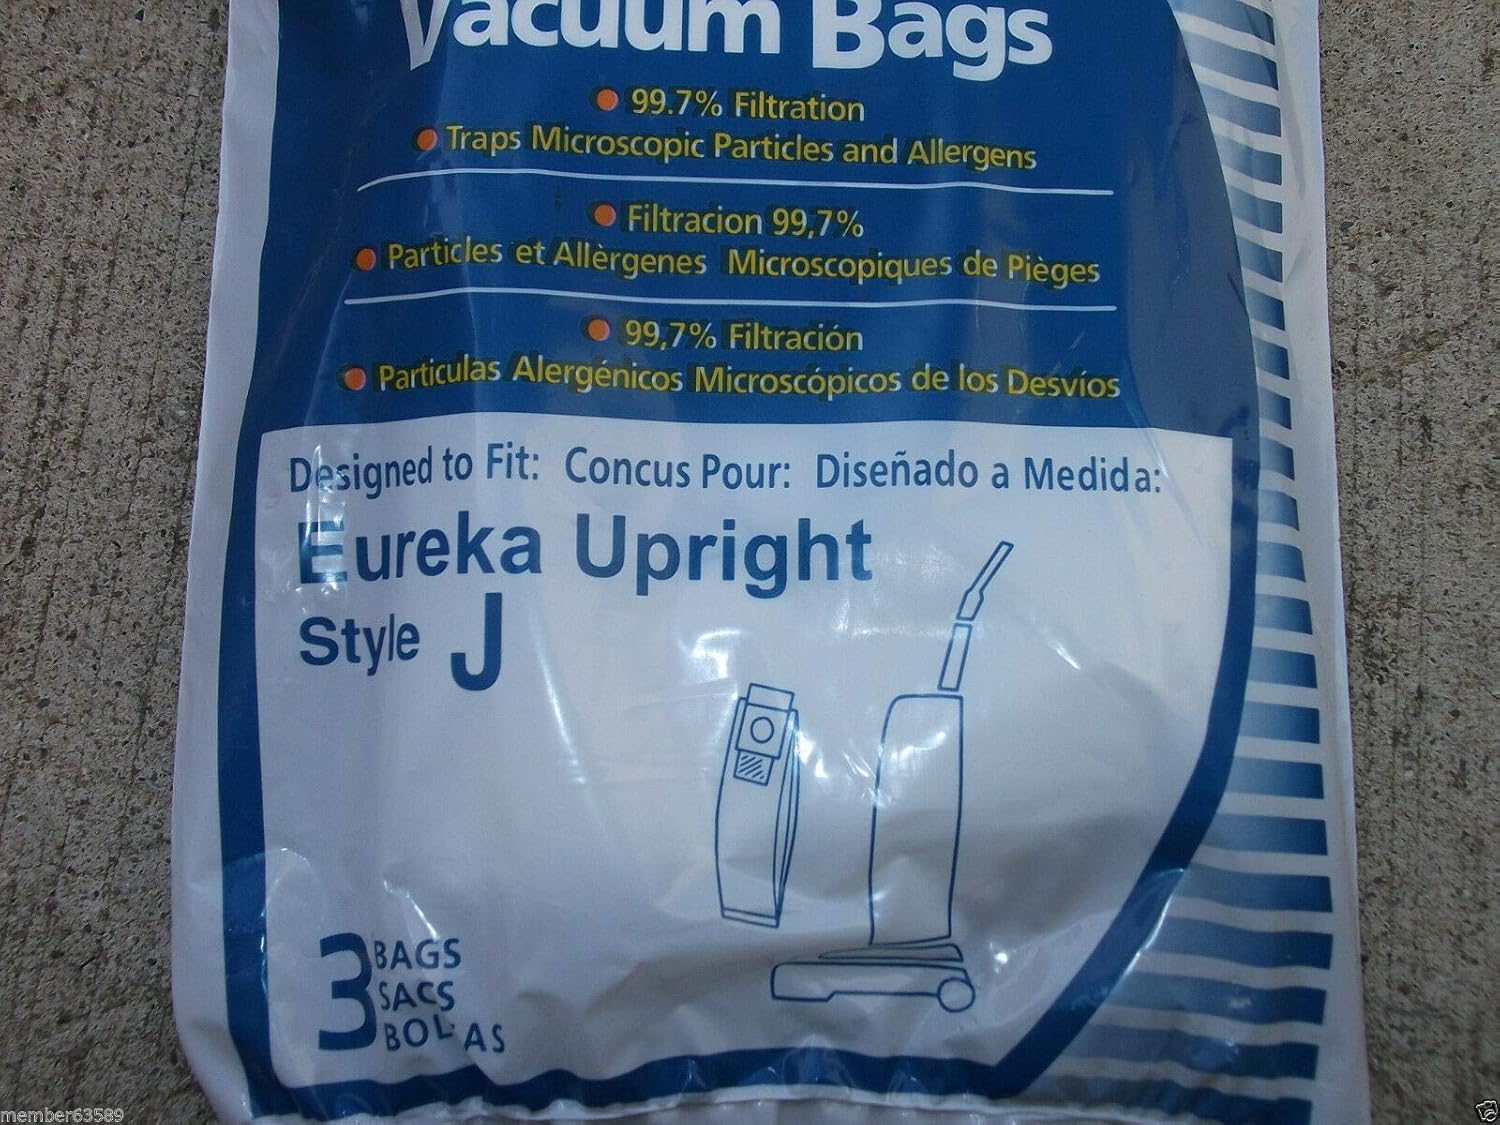 Vacuum Bags
99.7% Filtration
Traps Microscopic Particles and Allergens
Filtracion 99,7%
Particles et Allèrgenes Microscopiques de Pièges
99,7% Filtración
Particulas Alergénicos Microscópicos de los Desvíos
Designed to Fit: Concus Pour: Diseñado a Medida:
Eureka Upright
Style J
3 BAGS
SACS
BOLSAS
member63589